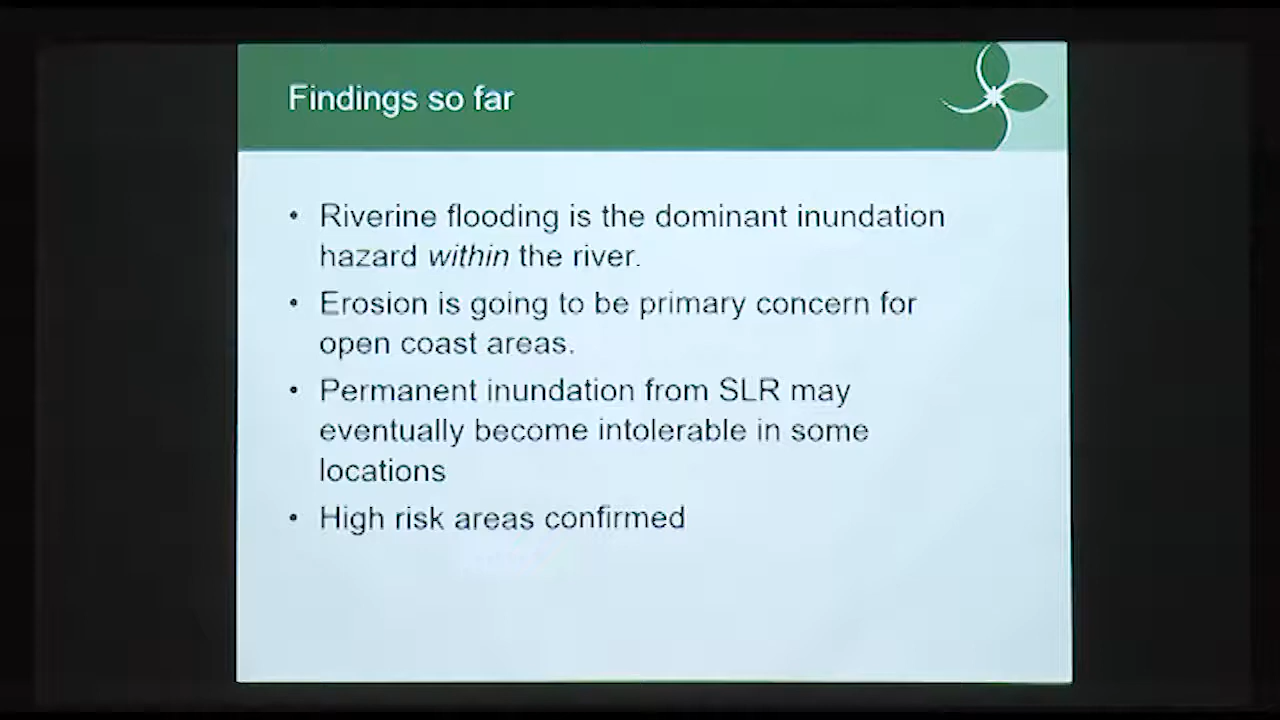 Findings so far
• Riverine flooding is the dominant inundation
hazard within the river.
• Erosion is going to be primary concern for
open coast areas.
• Permanent inundation from SLR may
eventually become intolerable in some
locations
• High risk areas confirmed